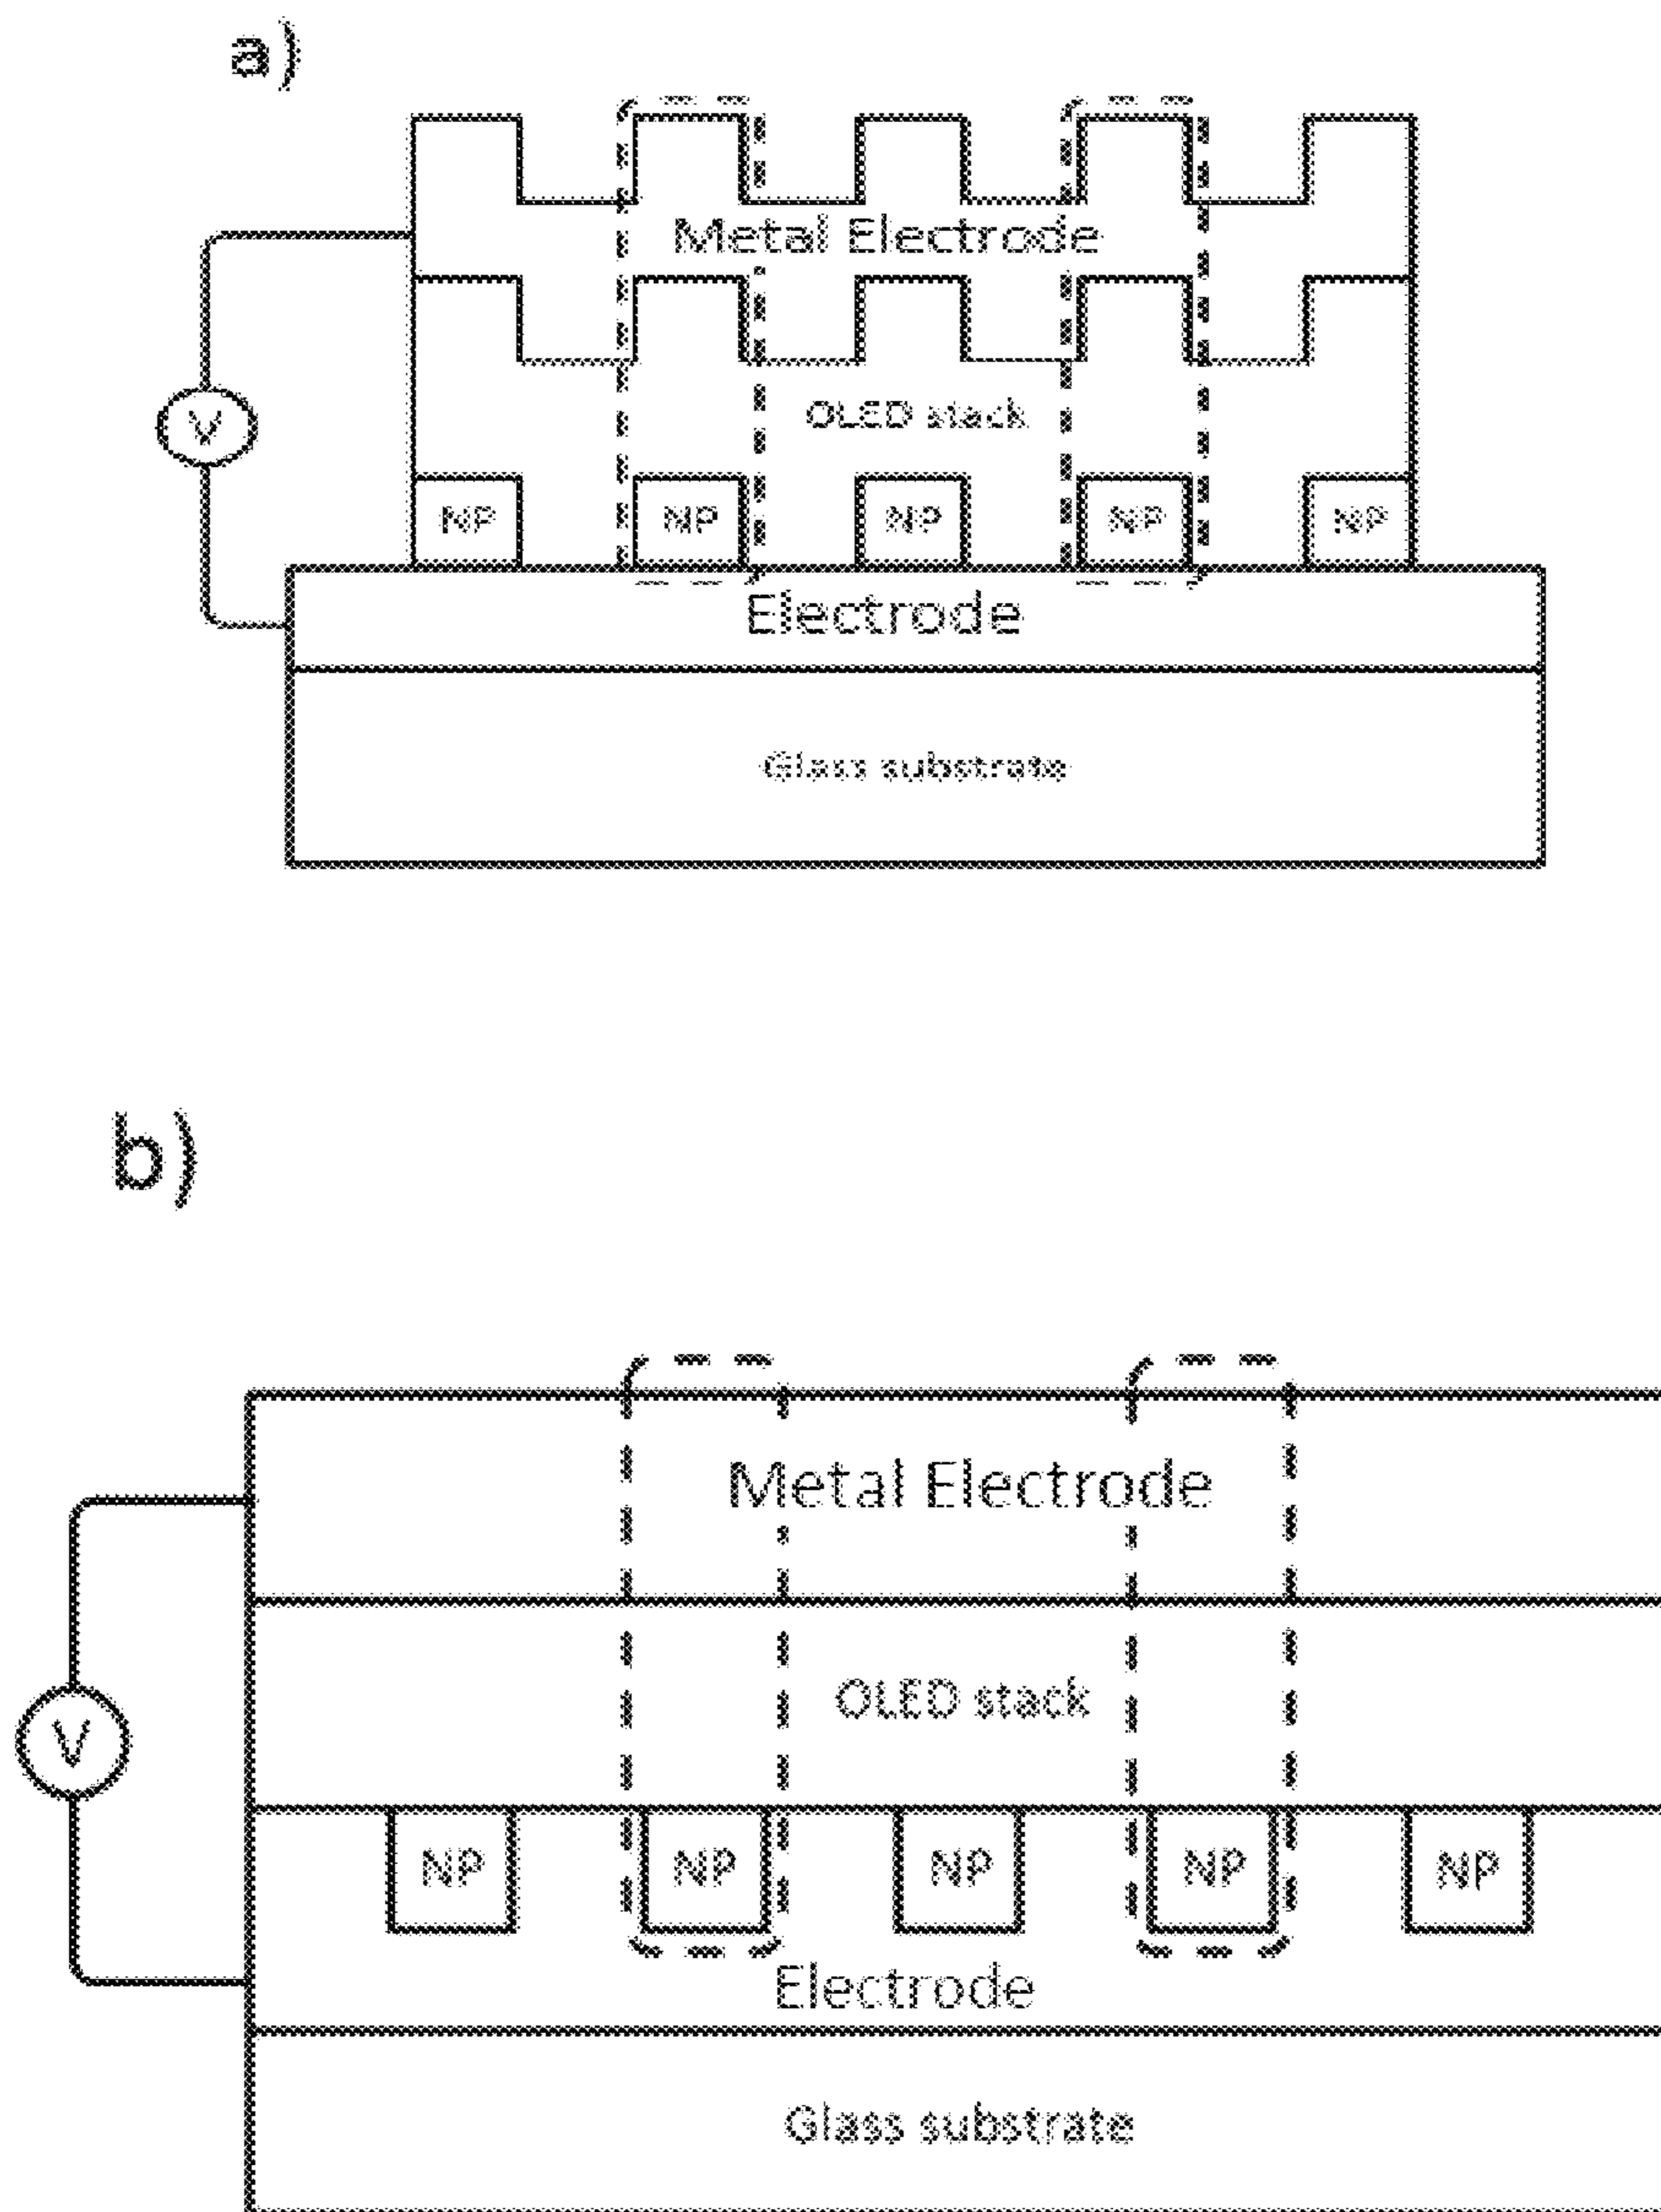 a)
Metal Electrode
V
OLED stack
NP NP NP NP NP
Electrode
Glass substrate
b)
Metal Electrode
OLED stack
V
NP NP NP NP NP
Electrode
Glass substrate